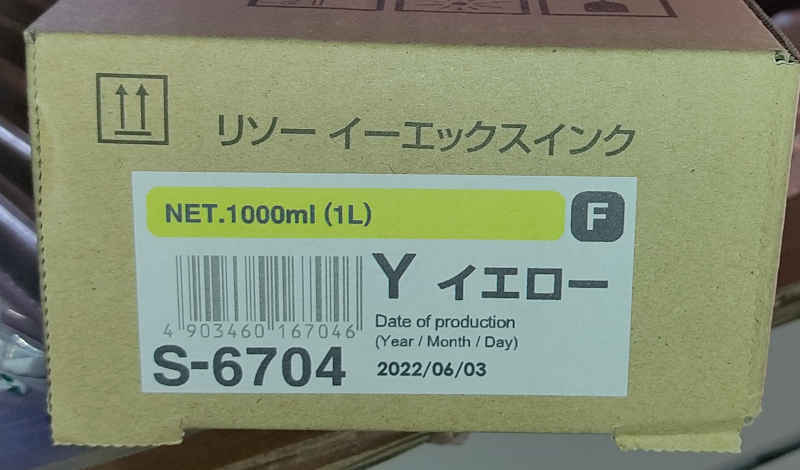 リソー イーエックスインク
NET.1000ml (1L)
F
Y イエロー
4 903460 167046
Date of production
(Year / Month / Day)
S-6704
2022/06/03